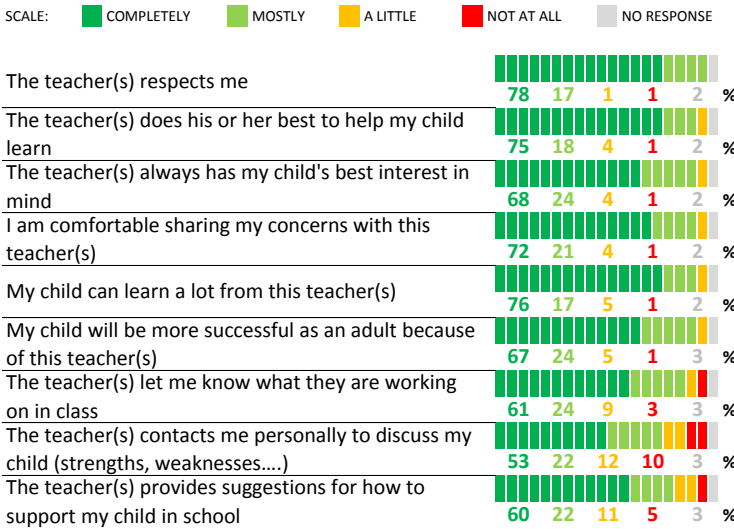 SCALE: COMPLETELY MOSTLY A LITTLE NOT AT ALL NO RESPONSE
The teacher(s) respects me
78 17 1 1 2 %
The teacher(s) does his or her best to help my child
learn
75 18 4 1 2 %
The teacher(s) always has my child's best interest in
mind
68 24 4 1 2 %
I am comfortable sharing my concerns with this
teacher(s)
72 21 4 1 2 %
My child can learn a lot from this teacher(s)
76 17 5 1 2 %
My child will be more successful as an adult because
of this teacher(s)
67 24 5 1 3 %
The teacher(s) let me know what they are working
on in class
61 24 9 3 3 %
The teacher(s) contacts me personally to discuss my
child (strengths, weaknesses....)
53 22 12 10 3 %
The teacher(s) provides suggestions for how to
support my child in school
60 22 11 5 3 %